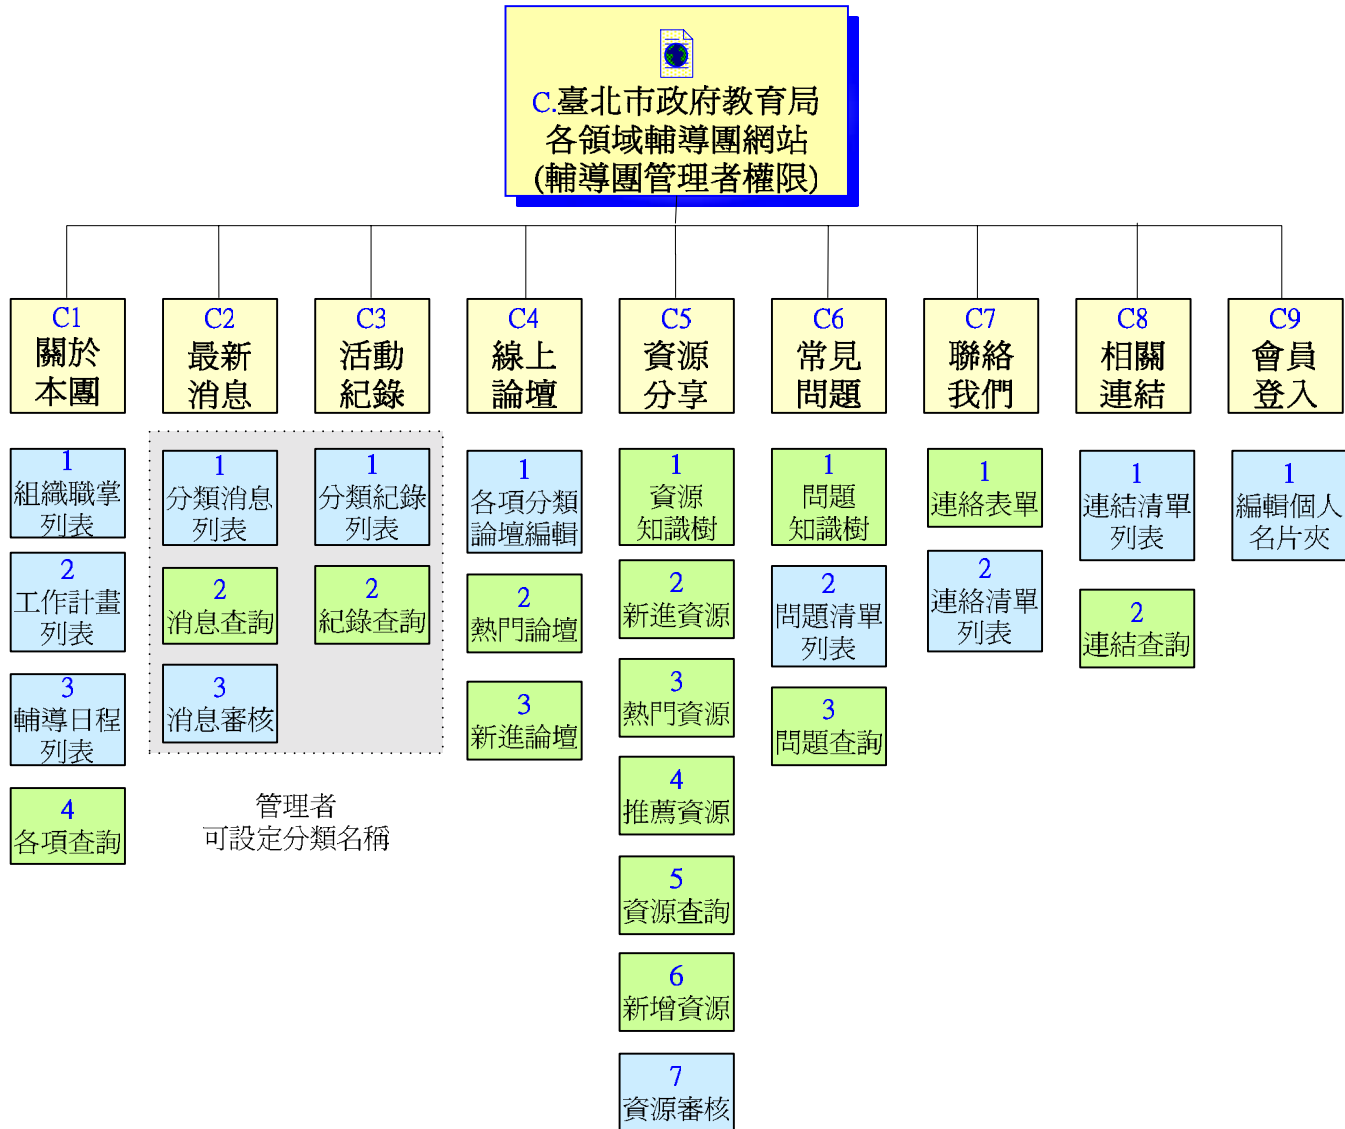 C.臺北市政府教育局
各領域輔導團網站
(輔導團管理者權限)
C1
關於
本團
1
組織職掌
列表
2
工作計畫
列表
3
輔導日程
列表
4
各項查詢
C2
最新
消息
1
分類消息
列表
2
消息查詢
3
消息審核
C3
活動
紀錄
1
分類紀錄
列表
2
紀錄查詢
管理者
可設定分類名稱
C4
線上
論壇
1
各項分類
論壇編輯
2
熱門論壇
3
新進論壇
C5
資源
分享
1
資源
知識樹
2
新進資源
3
熱門資源
4
推薦資源
5
資源查詢
6
新增資源
7
資源審核
C6
常見
問題
1
問題
知識樹
2
問題清單
列表
3
問題查詢
C7
聯絡
我們
1
連絡表單
2
連絡清單
列表
C8
相關
連結
1
連結清單
列表
2
連結查詢
C9
會員
登入
1
編輯個人
名片夾